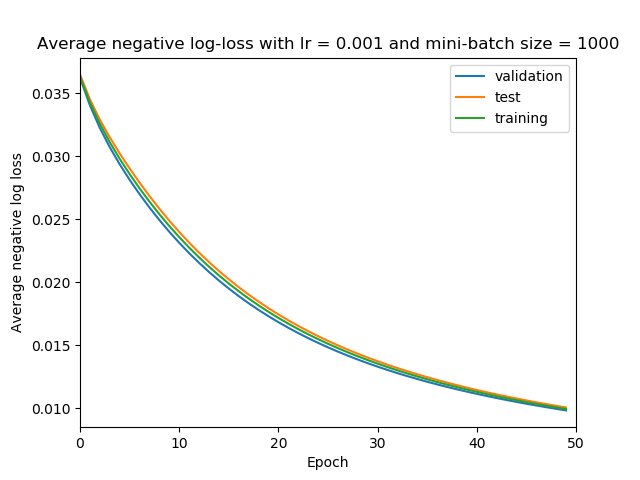 Average negative log-loss with lr = 0.001 and mini-batch size = 1000
validation
test
training
Average negative log loss
0.035
0.030
0.025
0.020
0.015
0.010
0
10
20
30
40
50
Epoch